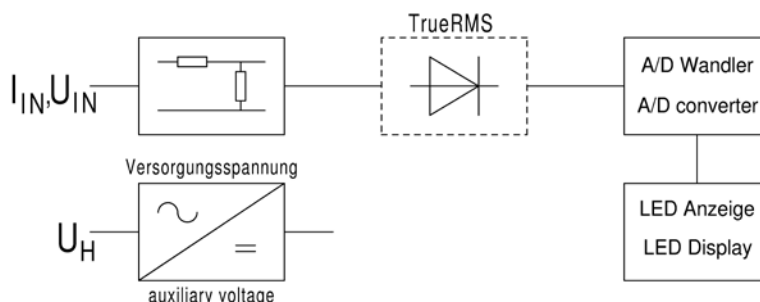 TrueRMS
I_IN,U_IN
A/D Wandler
A/D converter
Versorgungsspannung
U_H
auxiliary voltage
LED Anzeige
LED Display